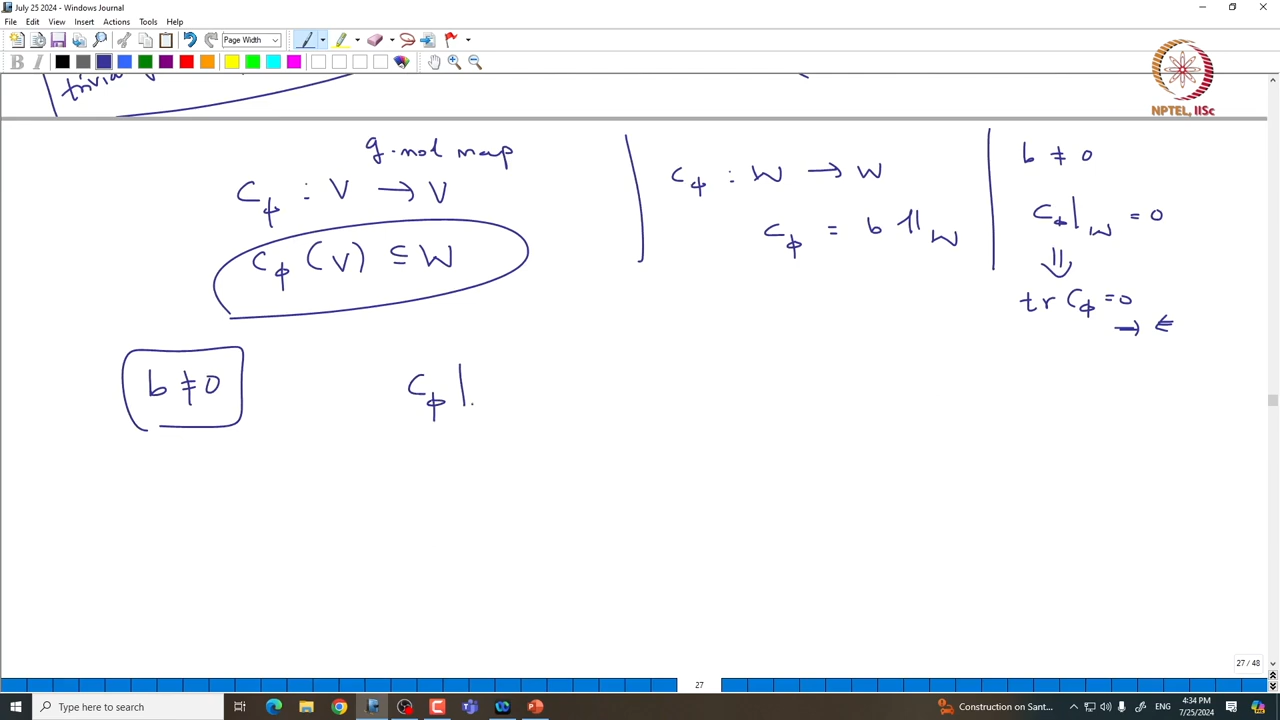 July 25 2024 - Windows Journal
File Edit View Insert Actions Tools Help
Page Width
B I
NPTEL, IISc
g-mod map
C_φ : V → V
C_φ (V) ⊆ W
C_φ : W → W
C_φ = b 1l_W
b ≠ 0
C_φ|_W = 0
⇓
tr C_φ = 0
→ ⇐
b ≠ 0
C_φ |
27 / 48
27
Type here to search
Construction on Sant...
ENG
4:34 PM
7/25/2024